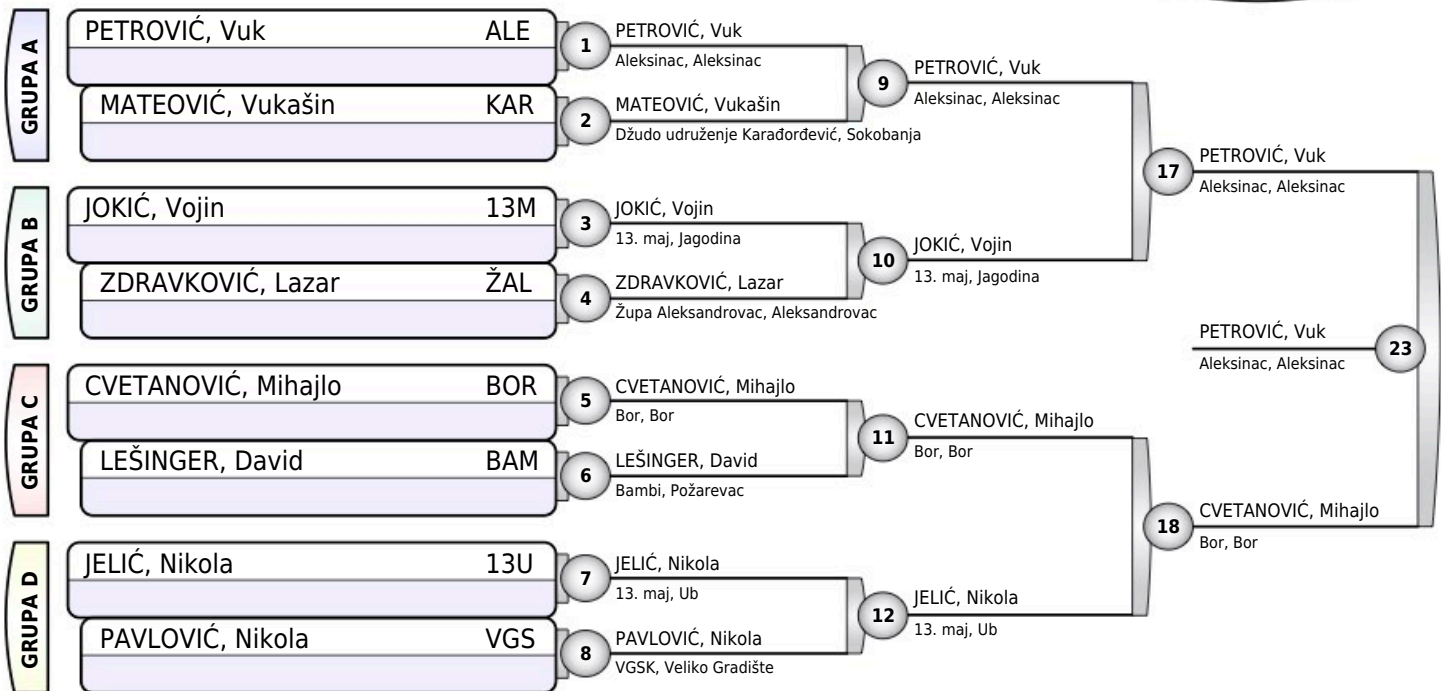 GRUPA A
PETROVIĆ, Vuk ALE
MATEOVIĆ, Vukašin KAR
GRUPA B
JOKIĆ, Vojin 13M
ZDRAVKOVIĆ, Lazar ŽAL
GRUPA C
CVETANOVIĆ, Mihajlo BOR
LEŠINGER, David BAM
GRUPA D
JELIĆ, Nikola 13U
PAVLOVIĆ, Nikola VGS
1
PETROVIĆ, Vuk
Aleksinac, Aleksinac
2
MATEOVIĆ, Vukašin
Džudo udruženje Karađorđević, Sokobanja
3
JOKIĆ, Vojin
13. maj, Jagodina
4
ZDRAVKOVIĆ, Lazar
Župa Aleksandrovac, Aleksandrovac
5
CVETANOVIĆ, Mihajlo
Bor, Bor
6
LEŠINGER, David
Bambi, Požarevac
7
JELIĆ, Nikola
13. maj, Ub
8
PAVLOVIĆ, Nikola
VGSK, Veliko Gradište
9
PETROVIĆ, Vuk
Aleksinac, Aleksinac
10
JOKIĆ, Vojin
13. maj, Jagodina
11
CVETANOVIĆ, Mihajlo
Bor, Bor
12
JELIĆ, Nikola
13. maj, Ub
17
PETROVIĆ, Vuk
Aleksinac, Aleksinac
18
CVETANOVIĆ, Mihajlo
Bor, Bor
PETROVIĆ, Vuk
Aleksinac, Aleksinac
23